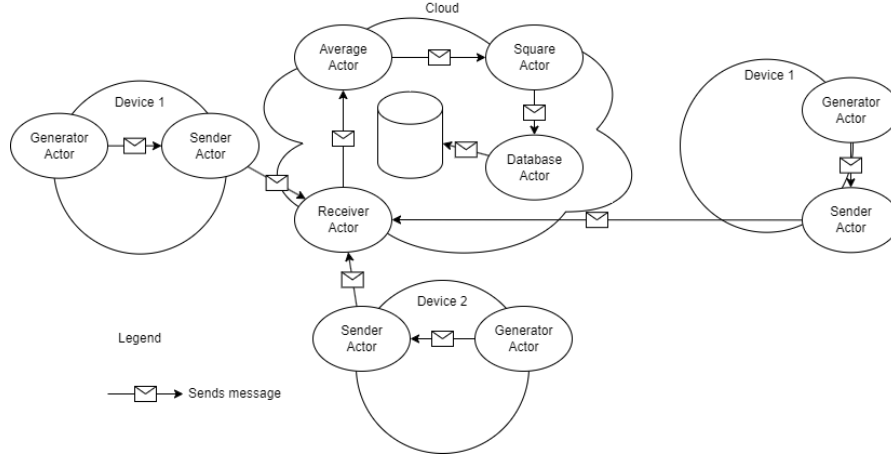 Cloud
Average
Actor
Square
Actor
Device 1
Generator
Actor
Sender
Actor
Database
Actor
Receiver
Actor
Device 1
Generator
Actor
Sender
Actor
Device 2
Sender
Actor
Generator
Actor
Legend
Sends message